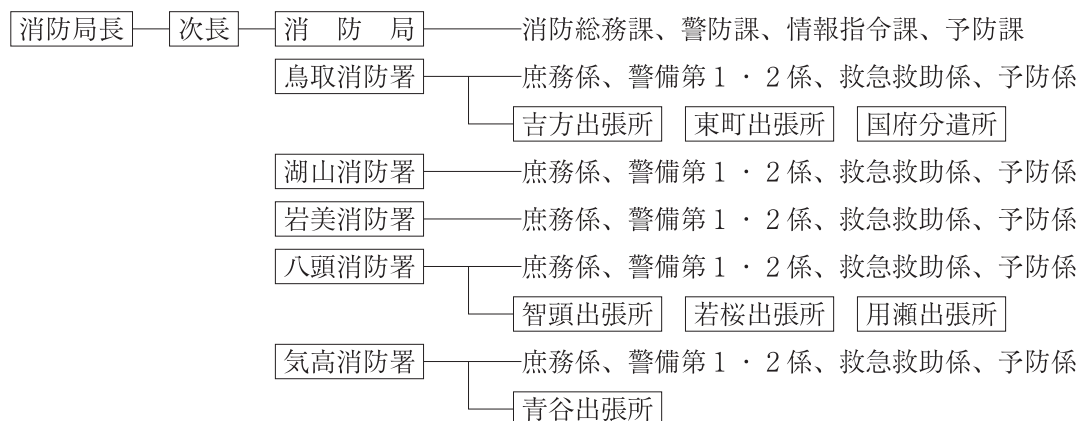 消防局長 次長 消防局 消防総務課、警防課、情報指令課、予防課
鳥取消防署 庶務係、警備第1・2係、救急救助係、予防係
吉方出張所 東町出張所 国府分遣所
湖山消防署 庶務係、警備第1・2係、救急救助係、予防係
岩美消防署 庶務係、警備第1・2係、救急救助係、予防係
八頭消防署 庶務係、警備第1・2係、救急救助係、予防係
智頭出張所 若桜出張所 用瀬出張所
気高消防署 庶務係、警備第1・2係、救急救助係、予防係
青谷出張所